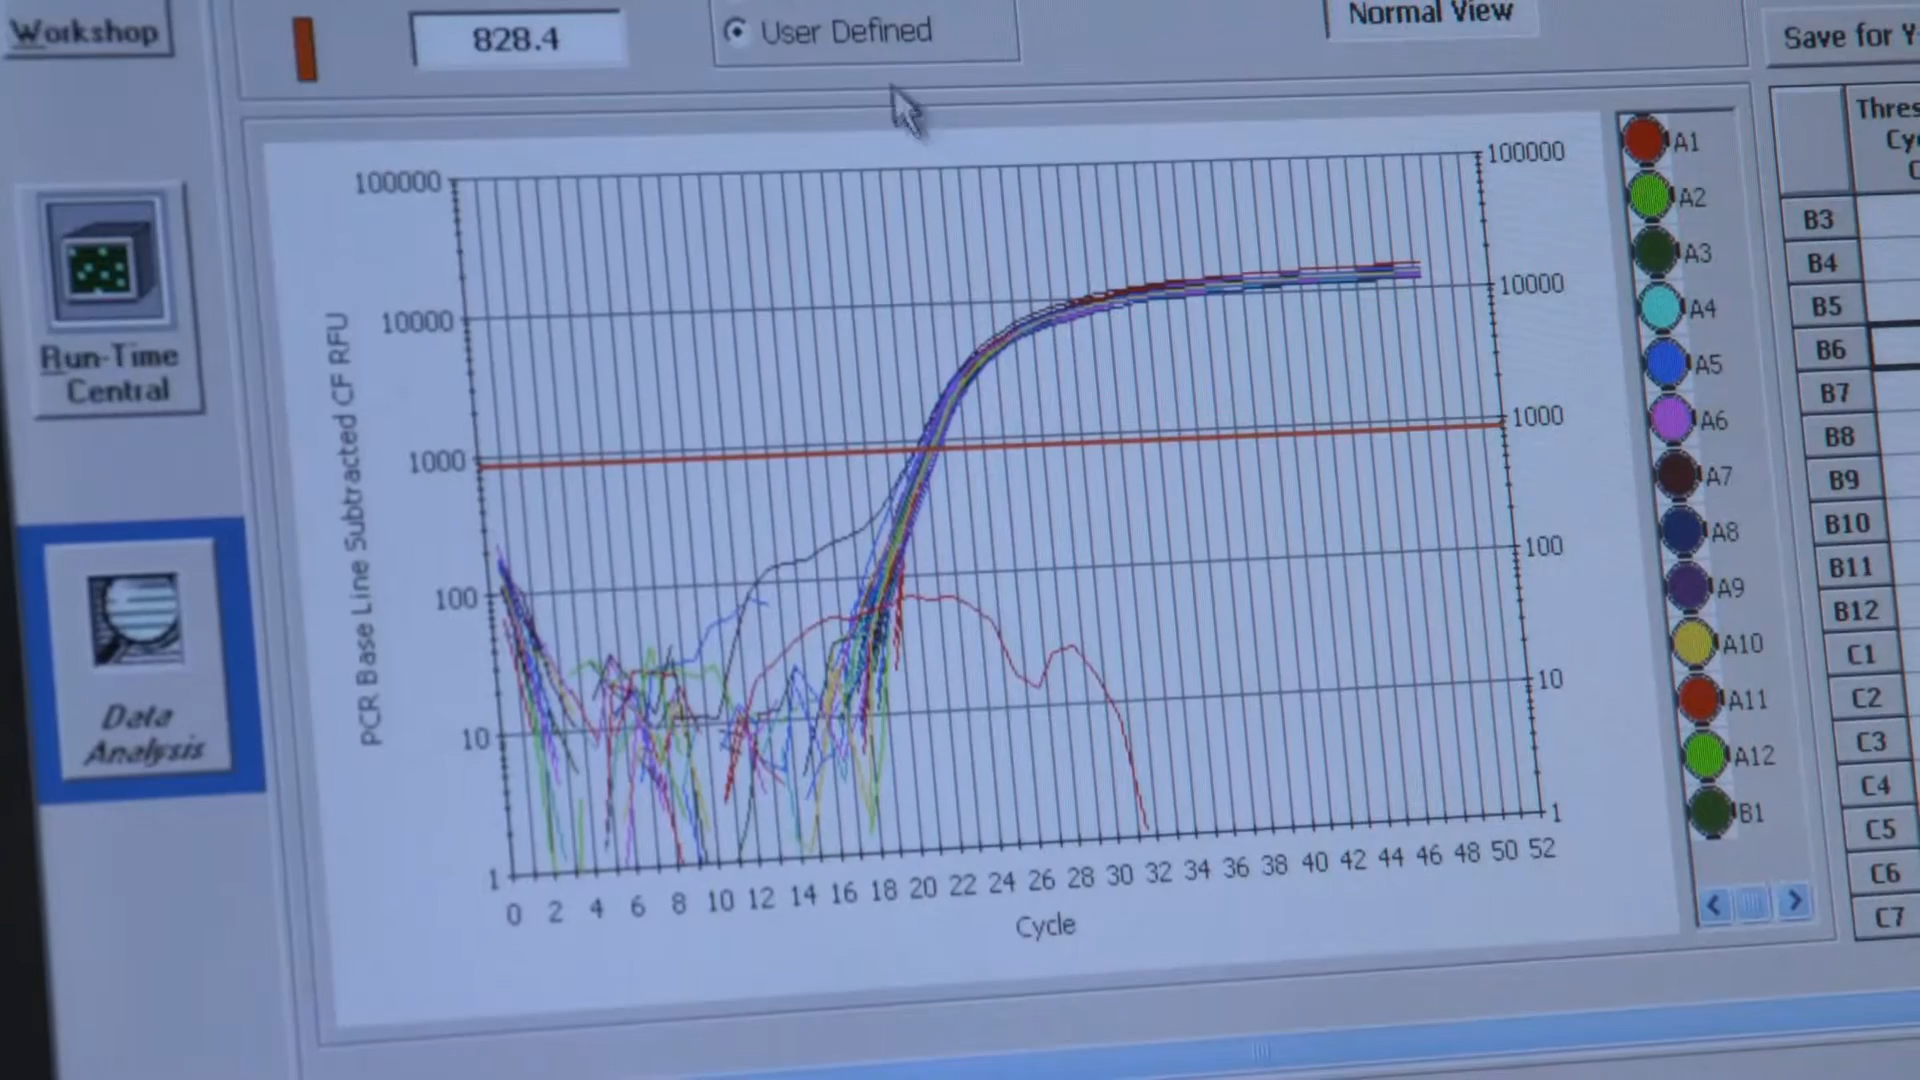 Workshop
828.4
User Defined
Normal View
Save for Y
Run-Time
Central
Data
Analysis
PCR Base Line Subtracted CF RFU
100000
10000
1000
100
10
1
100000
10000
1000
100
10
1
0 2 4 6 8 10 12 14 16 18 20 22 24 26 28 30 32 34 36 38 40 42 44 46 48 50 52
Cycle
A1
A2
A3
A4
A5
A6
A7
A8
A9
A10
A11
A12
B1
Thres
Cy
C
B3
B4
B5
B6
B7
B8
B9
B10
B11
B12
C1
C2
C3
C4
C5
C6
C7